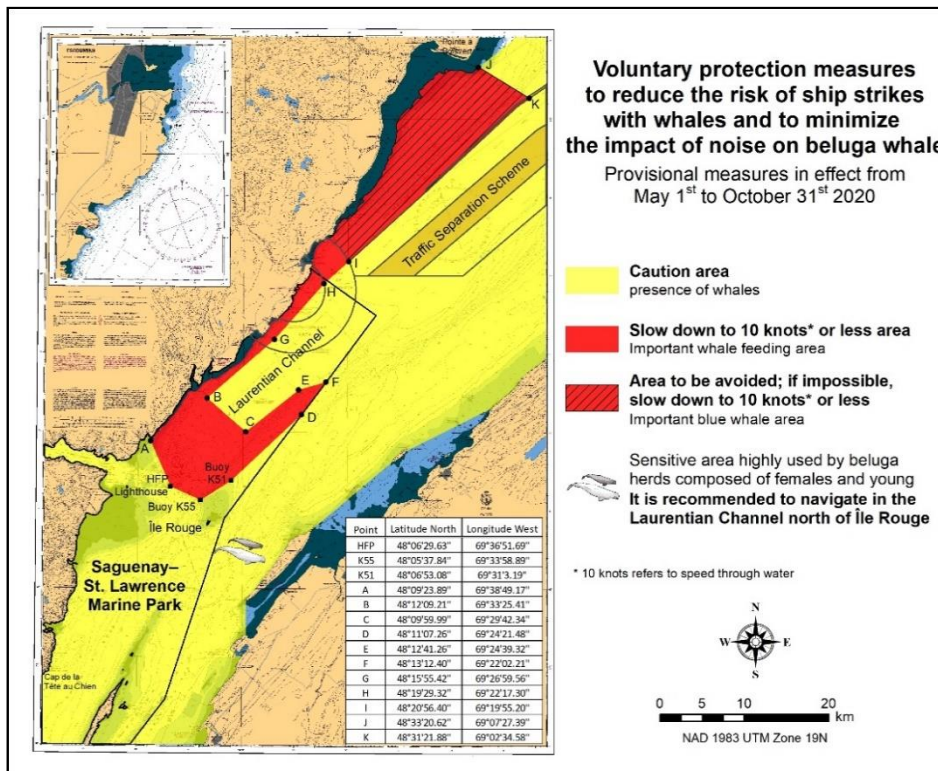 Voluntary protection measures
to reduce the risk of ship strikes
with whales and to minimize
the impact of noise on beluga whale
Provisional measures in effect from
May 1st to October 31st 2020
Caution area
presence of whales
Slow down to 10 knots* or less area
Important whale feeding area
Area to be avoided; if impossible,
slow down to 10 knots* or less
Important blue whale area
Sensitive area highly used by beluga
herds composed of females and young
It is recommended to navigate in the
Laurentian Channel north of Île Rouge
* 10 knots refers to speed through water
N
W E
S
0 5 10 20
km
NAD 1983 UTM Zone 19N
J
K
Traffic Separation Scheme
I
H
G
Laurentian Channel
E
F
B
D
C
A
Buoy
K51
HFP
Lighthouse
Buoy K55
Île Rouge
Saguenay–
St. Lawrence
Marine Park
Cap de la
Tête au Chien
Point Latitude North Longitude West
HFP 48°06'29.63" 69°36'51.69"
K55 48°05'37.84" 69°33'58.89"
K51 48°06'53.08" 69°31'3.19"
A 48°09'23.89" 69°38'49.17"
B 48°12'09.21" 69°33'25.41"
C 48°09'59.99" 69°29'42.34"
D 48°11'07.26" 69°24'21.48"
E 48°12'41.26" 69°24'39.32"
F 48°13'12.40" 69°22'02.21"
G 48°15'55.42" 69°26'59.56"
H 48°19'29.32" 69°22'17.30"
I 48°20'56.40" 69°19'55.20"
J 48°33'20.62" 69°07'27.39"
K 48°31'21.88" 69°02'34.58"